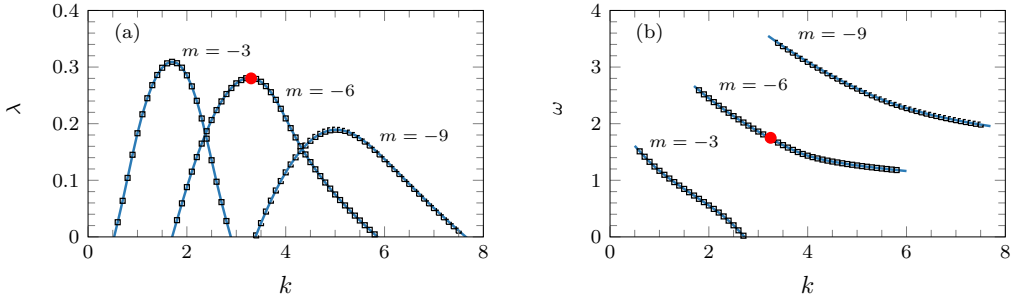 (a)
m = −3
m = −6
m = −9
0.4
0.3
0.2
0.1
0
λ
0 2 4 6 8
k
(b)
m = −9
m = −6
m = −3
4
3
2
1
0
ω
0 2 4 6 8
k